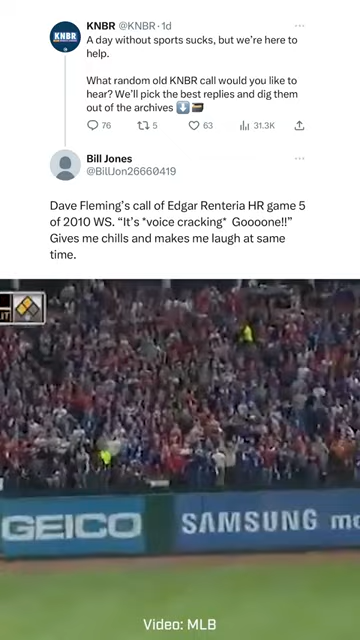 KNBR @KNBR · 1d
KNBR
A day without sports sucks, but we're here to
help.
What random old KNBR call would you like to
hear? We'll pick the best replies and dig them
out of the archives ⬇️🗃️
76 5 63 31.3K
Bill Jones
@BillJon26660419
Dave Fleming's call of Edgar Renteria HR game 5
of 2010 WS. “It's *voice cracking* Goooone!!”
Gives me chills and makes me laugh at same
time.
GEICO
SAMSUNG mo
Video: MLB